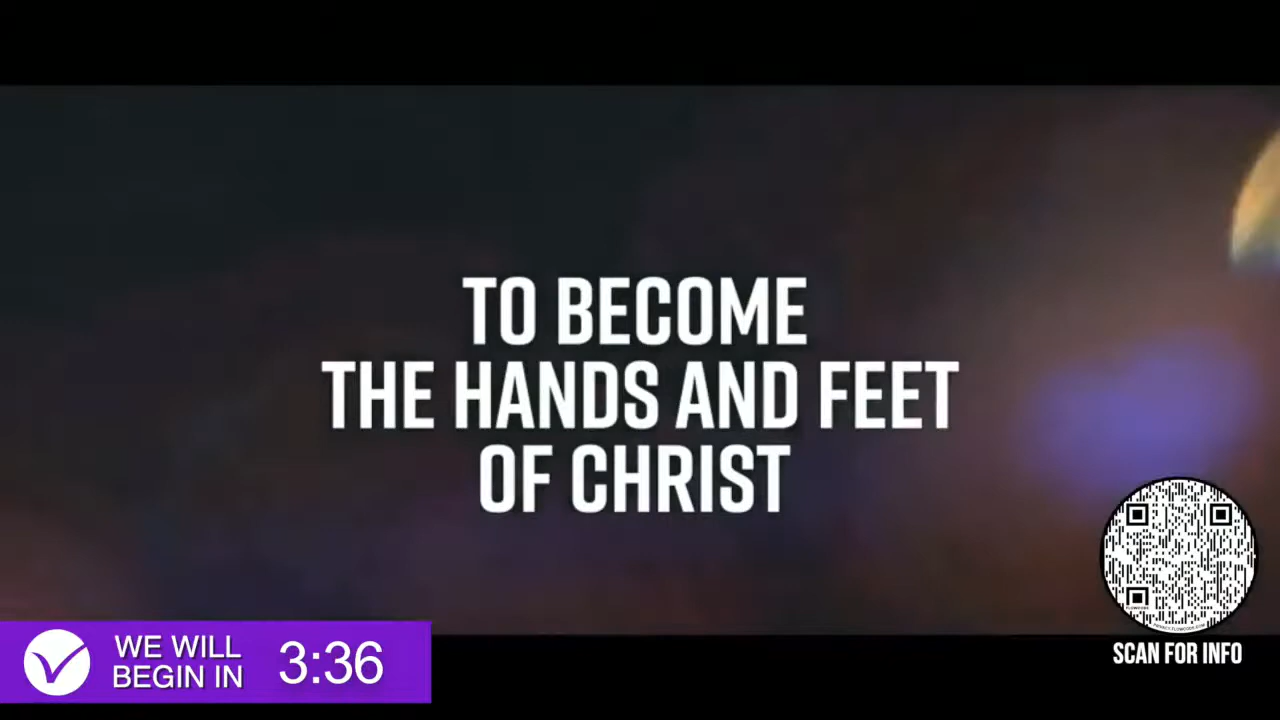 TO BECOME
THE HANDS AND FEET
OF CHRIST
WE WILL
BEGIN IN
3:36
SCAN FOR INFO